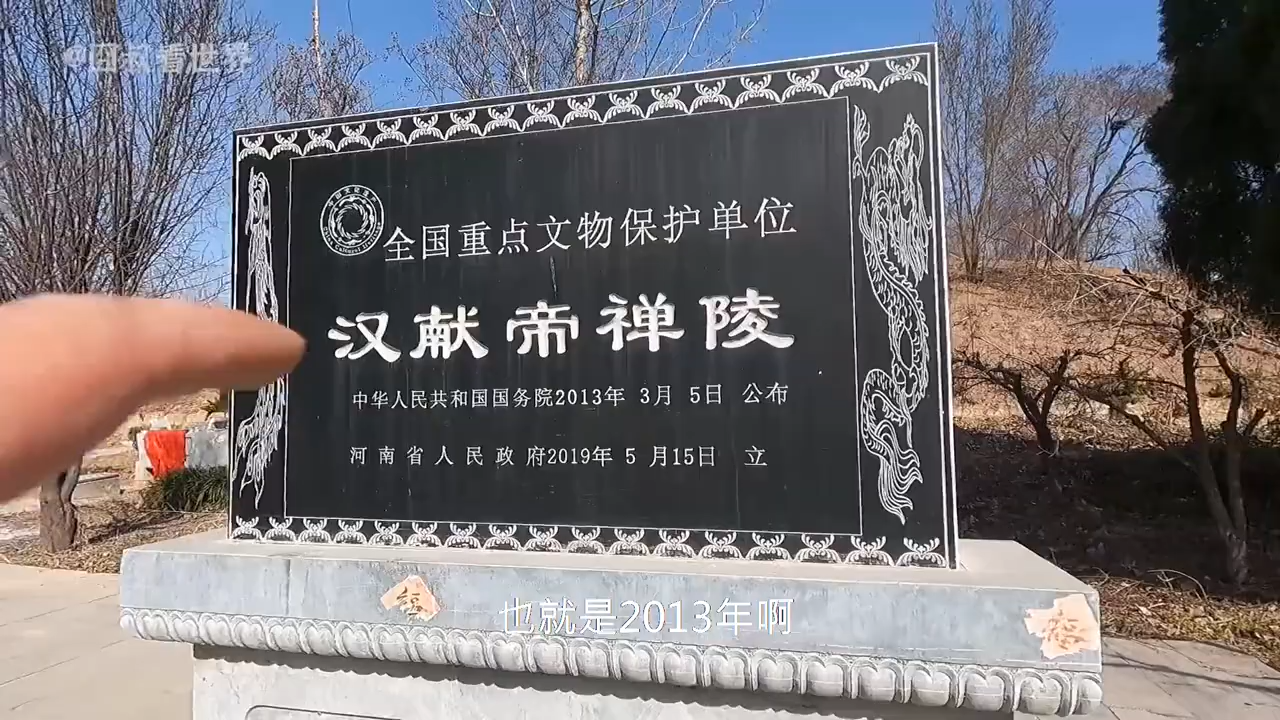 看世界
全国重点文物保护单位
汉献帝禅陵
中华人民共和国国务院2013年 3月 5日 公布
河南省人民政府2019年 5 月15日 立
也就是2013年啊